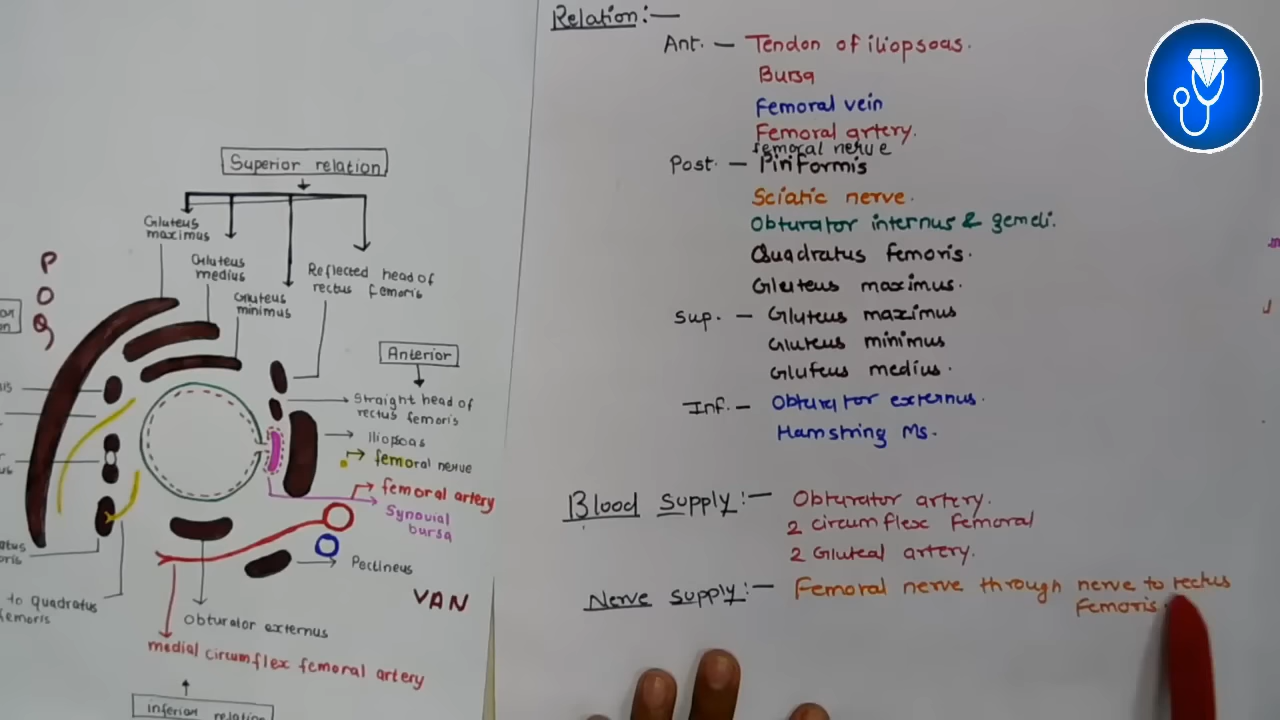 Superior relation
Gluteus
maximus
Gluteus
medius
Gluteus
minimus
Reflected head of
rectus femoris
P
O
Q
Anterior
Straight head of
rectus femoris
Iliopsoas
femoral nerve
femoral artery
Synovial
bursa
Pectineus
VAN
to quadratus
femoris
obturator externus
medial circumflex femoral artery
inferior
Relation:-
Ant. - Tendon of iliopsoas.
Bursa
Femoral vein
Femoral artery.
femoral nerve
Post. - Piriformis
Sciatic nerve.
Obturator internus & gemeli.
Quadratus femoris.
Gluteus maximus.
Sup. - Gluteus maximus
Gluteus minimus
Gluteus medius.
Inf. - Obturator externus.
Hamstring Ms.
Blood supply:- Obturator artery.
2 circumflex femoral
2 Gluteal artery.
Nerve supply:- Femoral nerve through nerve to rectus
femoris.